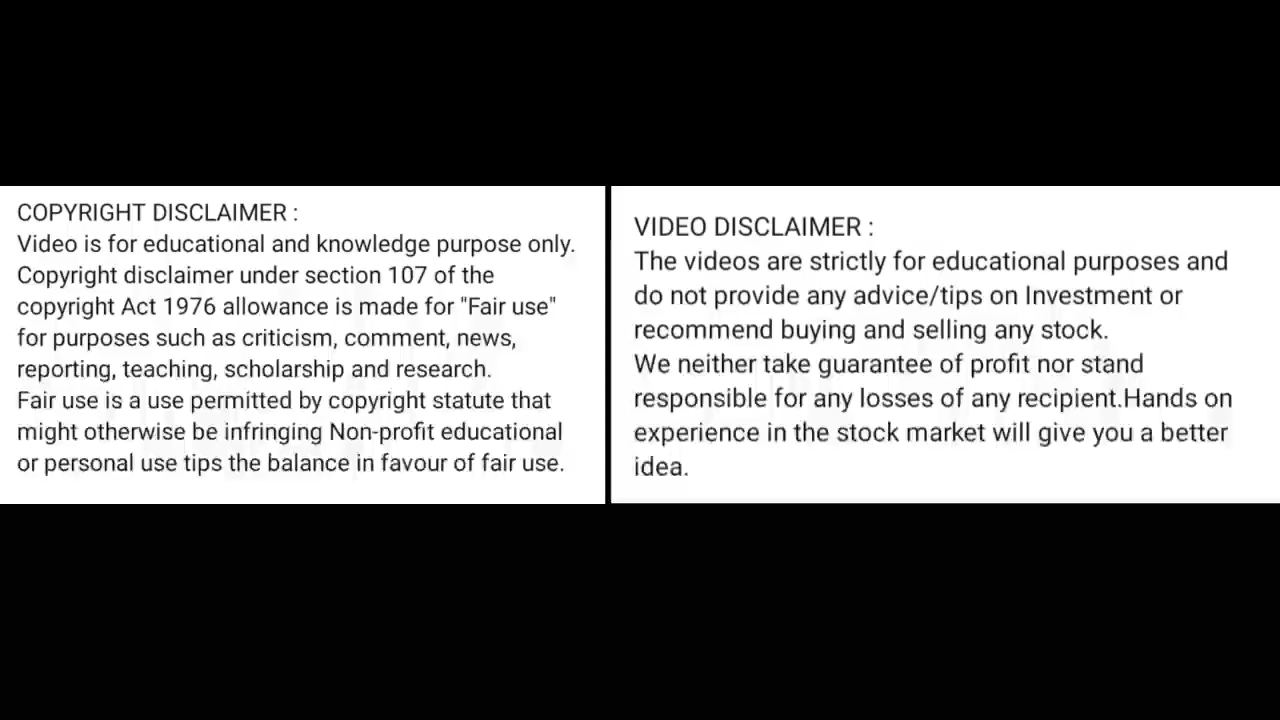 COPYRIGHT DISCLAIMER :
Video is for educational and knowledge purpose only.
Copyright disclaimer under section 107 of the
copyright Act 1976 allowance is made for "Fair use"
for purposes such as criticism, comment, news,
reporting, teaching, scholarship and research.
Fair use is a use permitted by copyright statute that
might otherwise be infringing Non-profit educational
or personal use tips the balance in favour of fair use.
VIDEO DISCLAIMER :
The videos are strictly for educational purposes and
do not provide any advice/tips on Investment or
recommend buying and selling any stock.
We neither take guarantee of profit nor stand
responsible for any losses of any recipient.Hands on
experience in the stock market will give you a better
idea.